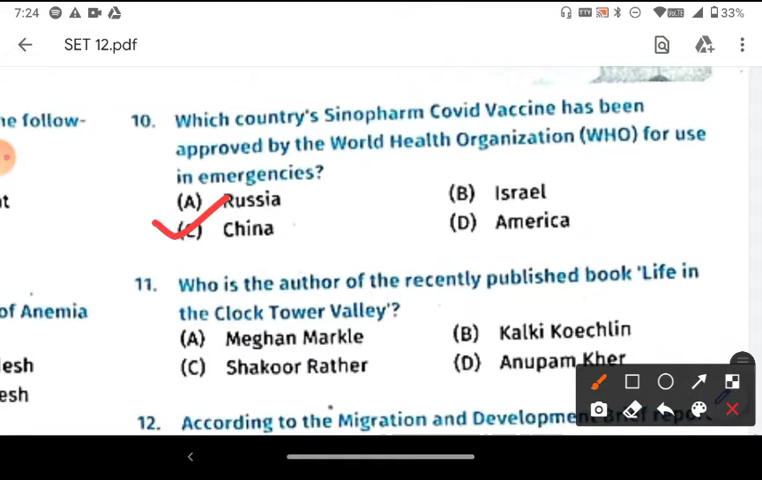 7:24
33%
SET 12.pdf
he follow-
10. Which country's Sinopharm Covid Vaccine has been
approved by the World Health Organization (WHO) for use
in emergencies?
t
(A) Russia
(B) Israel
(C) China
(D) America
11. Who is the author of the recently published book 'Life in
of Anemia
the Clock Tower Valley'?
(A) Meghan Markle
(B) Kalki Koechlin
esh
(C) Shakoor Rather
(D) Anupam Kher
esh
12. According to the Migration and Development Brief report